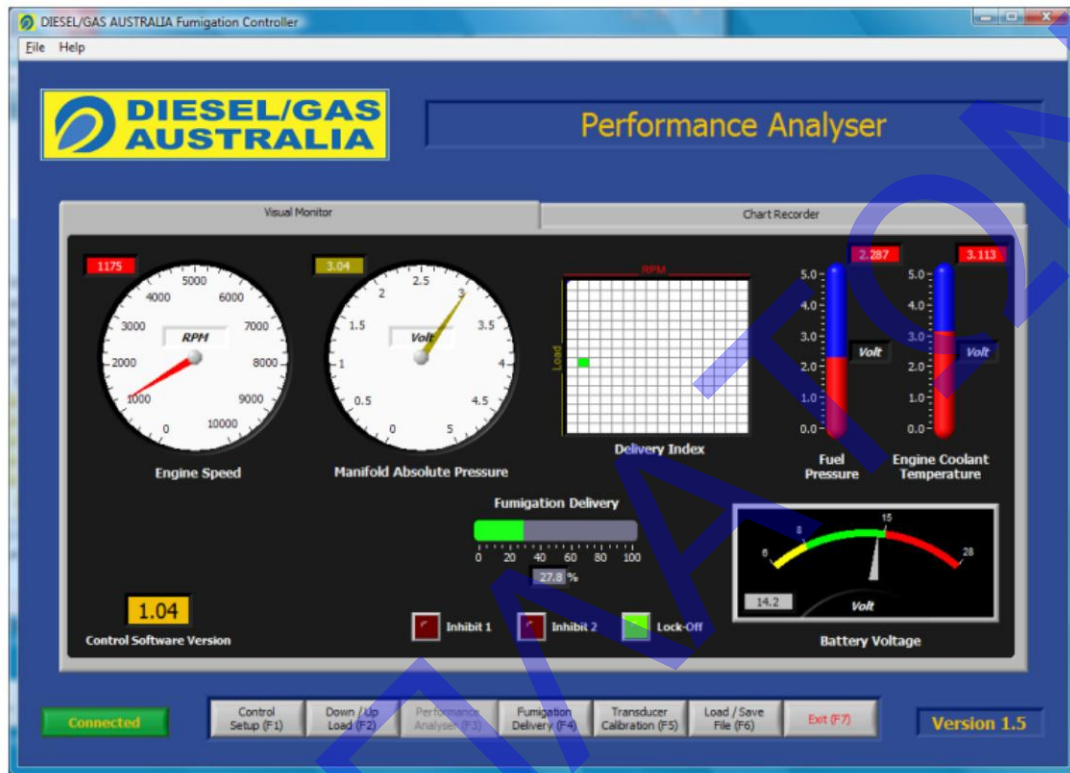 DIESEL/GAS AUSTRALIA Fumigation Controller
File Help
DIESEL/GAS
AUSTRALIA
Performance Analyser
Visual Monitor
Chart Recorder
1175
0
1000
2000
3000
4000
5000
6000
7000
8000
9000
10000
RPM
Engine Speed
3.04
0
0.5
1
1.5
2
2.5
3
3.5
4
4.5
5
Volt
Manifold Absolute Pressure
RPM
Load
Delivery Index
2.287
5.0
4.0
3.0
2.0
1.0
0.0
Volt
Fuel
Pressure
3.113
5.0
4.0
3.0
2.0
1.0
0.0
Volt
Engine Coolant
Temperature
Fumigation Delivery
0 20 40 60 80 100
27.8 %
6
8
15
28
14.2
Volt
Battery Voltage
1.04
Control Software Version
Inhibit 1
Inhibit 2
Lock-Off
Connected
Control
Setup (F1)
Down / Up
Load (F2)
Performance
Analyser (F3)
Fumigation
Delivery (F4)
Transducer
Calibration (F5)
Load / Save
File (F6)
Exit (F7)
Version 1.5